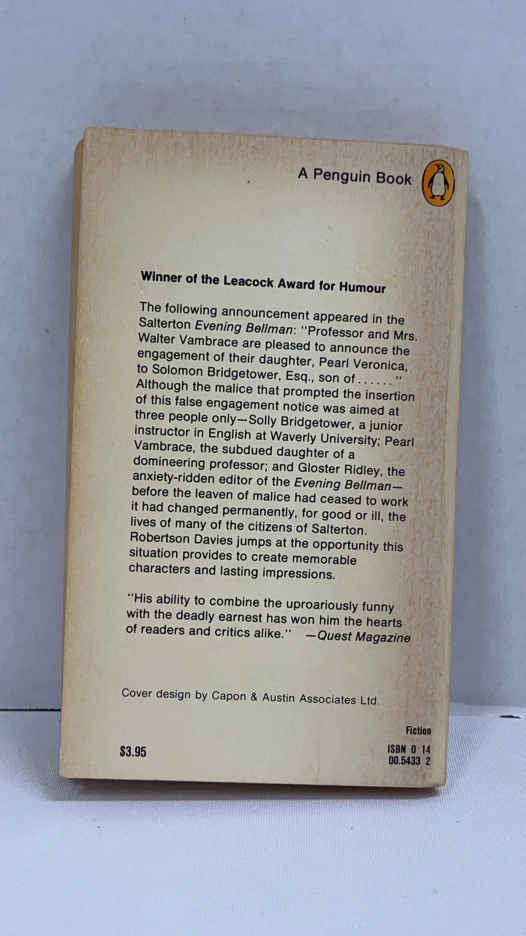 A Penguin Book
Winner of the Leacock Award for Humour
The following announcement appeared in the
Salterton Evening Bellman: "Professor and Mrs.
Walter Vambrace are pleased to announce the
engagement of their daughter, Pearl Veronica,
to Solomon Bridgetower, Esq., son of . . . . . ."
Although the malice that prompted the insertion
of this false engagement notice was aimed at
three people only—Solly Bridgetower, a junior
instructor in English at Waverly University; Pearl
Vambrace, the subdued daughter of a
domineering professor; and Gloster Ridley, the
anxiety-ridden editor of the Evening Bellman—
before the leaven of malice had ceased to work
it had changed permanently, for good or ill, the
lives of many of the citizens of Salterton.
Robertson Davies jumps at the opportunity this
situation provides to create memorable
characters and lasting impressions.
"His ability to combine the uproariously funny
with the deadly earnest has won him the hearts
of readers and critics alike." —Quest Magazine
Cover design by Capon & Austin Associates Ltd.
Fiction
$3.95
ISBN 0 14
00.5433 2